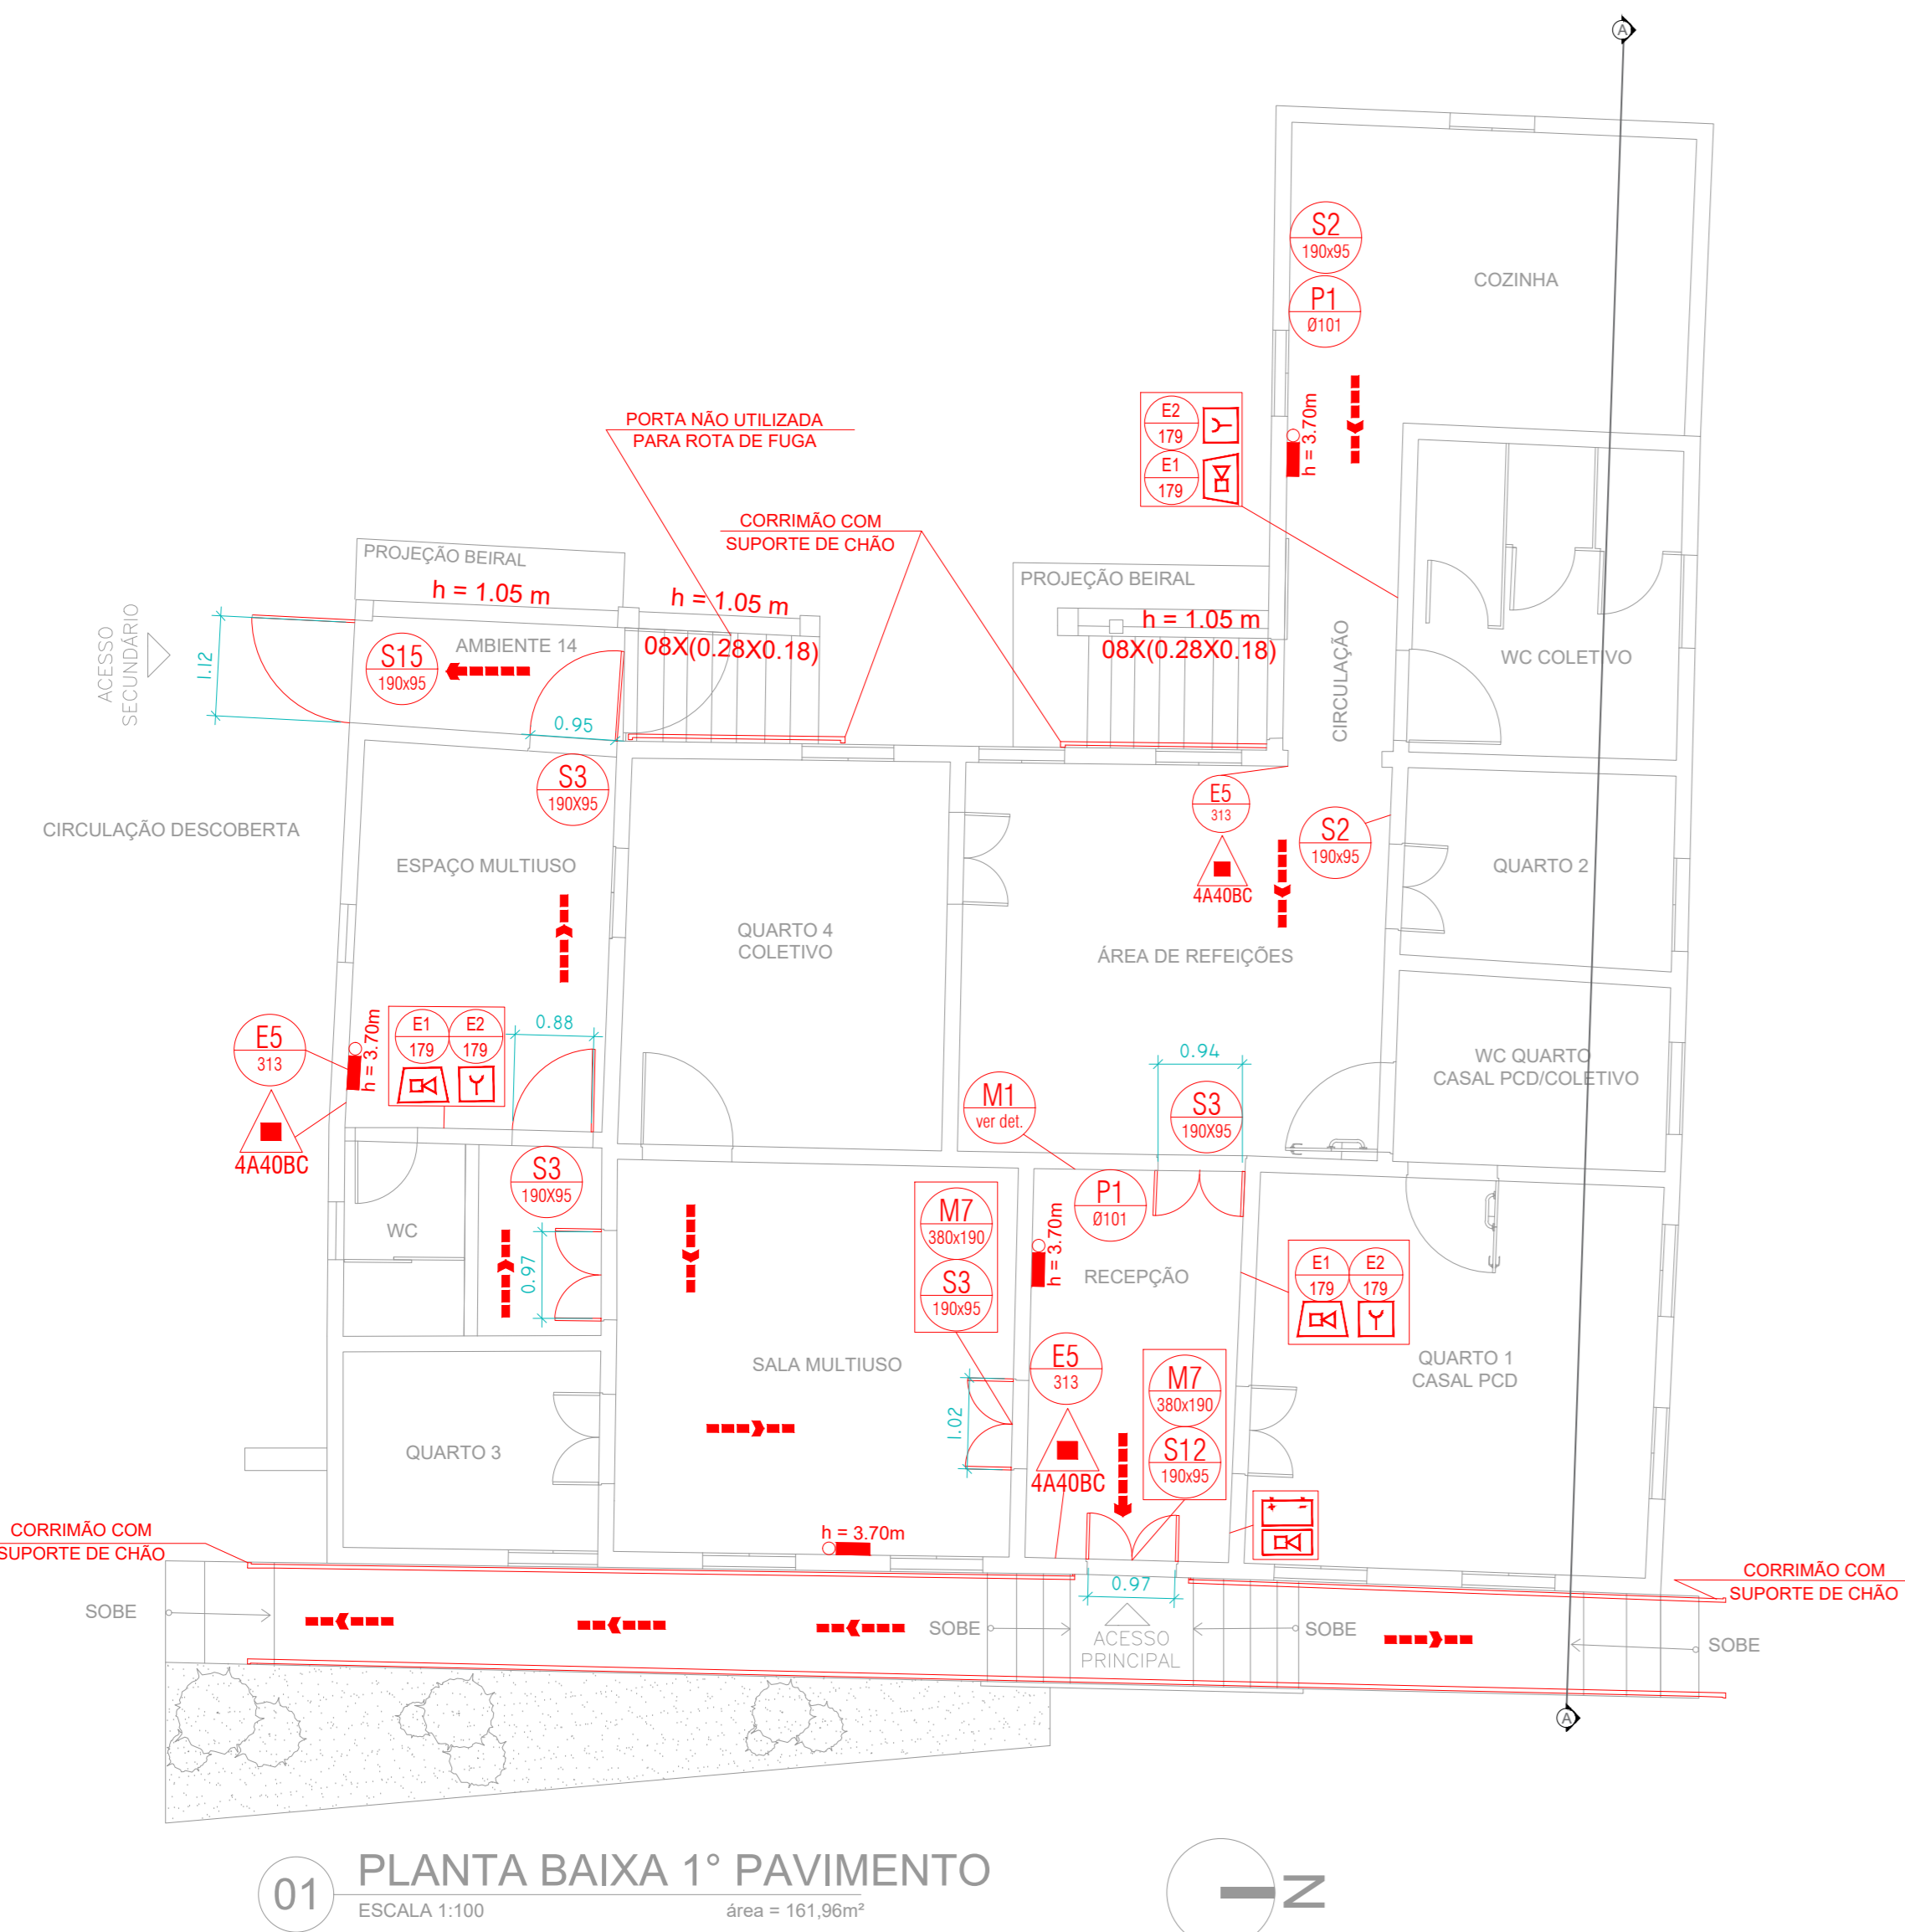 A
S2
190x95
COZINHA
P1
Ø101
E2
179
E1
179
h = 3.70m
PORTA NÃO UTILIZADA
PARA ROTA DE FUGA
CORRIMÃO COM
SUPORTE DE CHÃO
PROJEÇÃO BEIRAL
h = 1.05 m
h = 1.05 m
PROJEÇÃO BEIRAL
h = 1.05 m
ACESSO
SECUNDÁRIO
1.12
S15
190x95
AMBIENTE 14
08X(0.28X0.18)
08X(0.28X0.18)
CIRCULAÇÃO
WC COLETIVO
0.95
S3
190X95
E5
313
4A40BC
S2
190x95
CIRCULAÇÃO DESCOBERTA
ESPAÇO MULTIUSO
QUARTO 2
QUARTO 4
COLETIVO
ÁREA DE REFEIÇÕES
E5
313
4A40BC
h = 3.70m
E1
179
E2
179
0.88
0.94
WC QUARTO
CASAL PCD/COLETIVO
M1
ver det.
S3
190X95
S3
190X95
P1
Ø101
WC
0.97
M7
380x190
S3
190x95
h = 3.70m
RECEPÇÃO
E1
179
E2
179
SALA MULTIUSO
E5
313
4A40BC
M7
380x190
S12
190x95
QUARTO 1
CASAL PCD
1.02
QUARTO 3
h = 3.70m
CORRIMÃO COM
SUPORTE DE CHÃO
+ -
CORRIMÃO COM
SUPORTE DE CHÃO
0.97
SOBE
SOBE
ACESSO
PRINCIPAL
SOBE
SOBE
A
01
PLANTA BAIXA 1° PAVIMENTO
ESCALA 1:100
área = 161,96m²
N